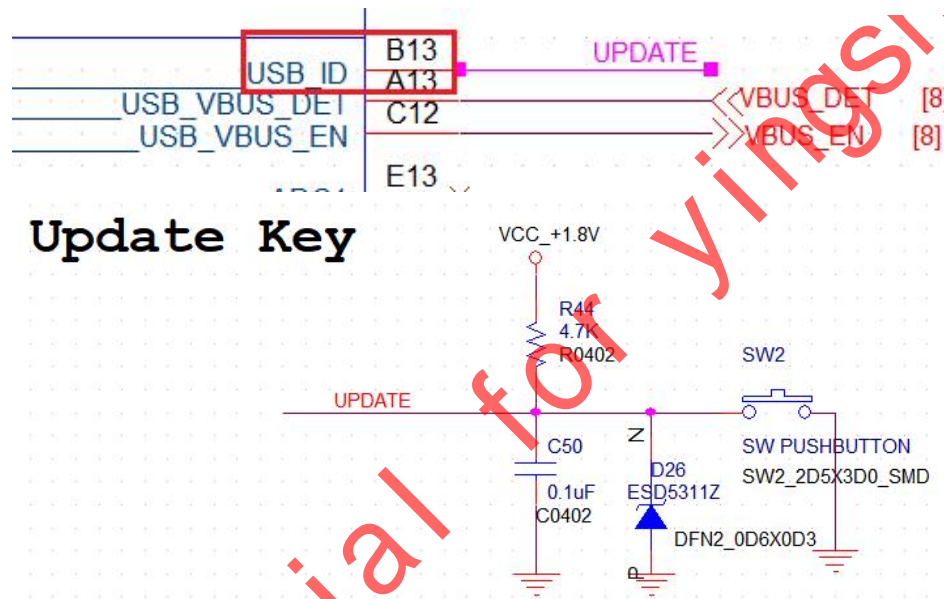 B13
UPDATE
USB_ID
A13
USB_VBUS_DET
VBUS_DET [8]
C12
USB_VBUS_EN
VBUS_EN [8]
E13
Update Key
VCC_+1.8V
R44
4.7K
R0402
SW2
UPDATE
N
C50
SW PUSHBUTTON
D26
SW2_2D5X3D0_SMD
0.1uF
ESD5311Z
C0402
DFN2_0D6X0D3
P
ial for yingsi